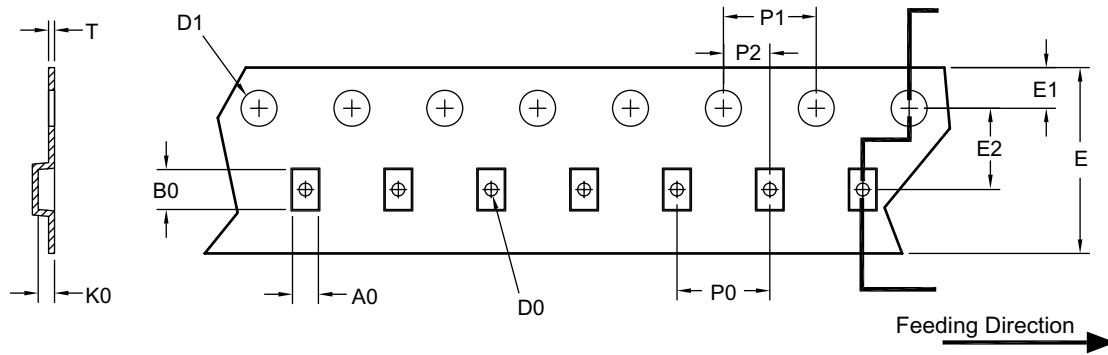 T
D1
P1
P2
E1
E2
E
B0
K0
A0
D0
P0
Feeding Direction